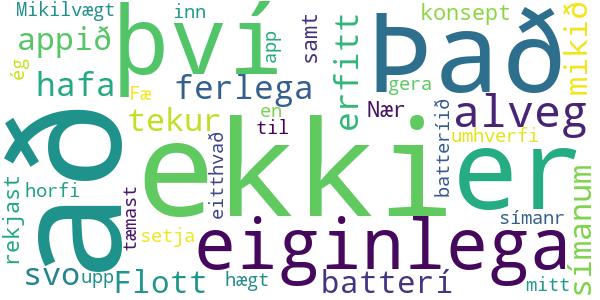 Mikilvægt
inn
því
Það
konsept
mikið
appið
app
samt
ég
hafa
ferlega
erfitt
gera
alveg
Fæ
Nær
að
tekur
en
til
batteríið
umhverfi
ekki
er
eitthvað
rekjast
horfi
tæmast
eiginlega
símanum
setja
símanr
svo
upp
Flott
hægt
batterí
mitt